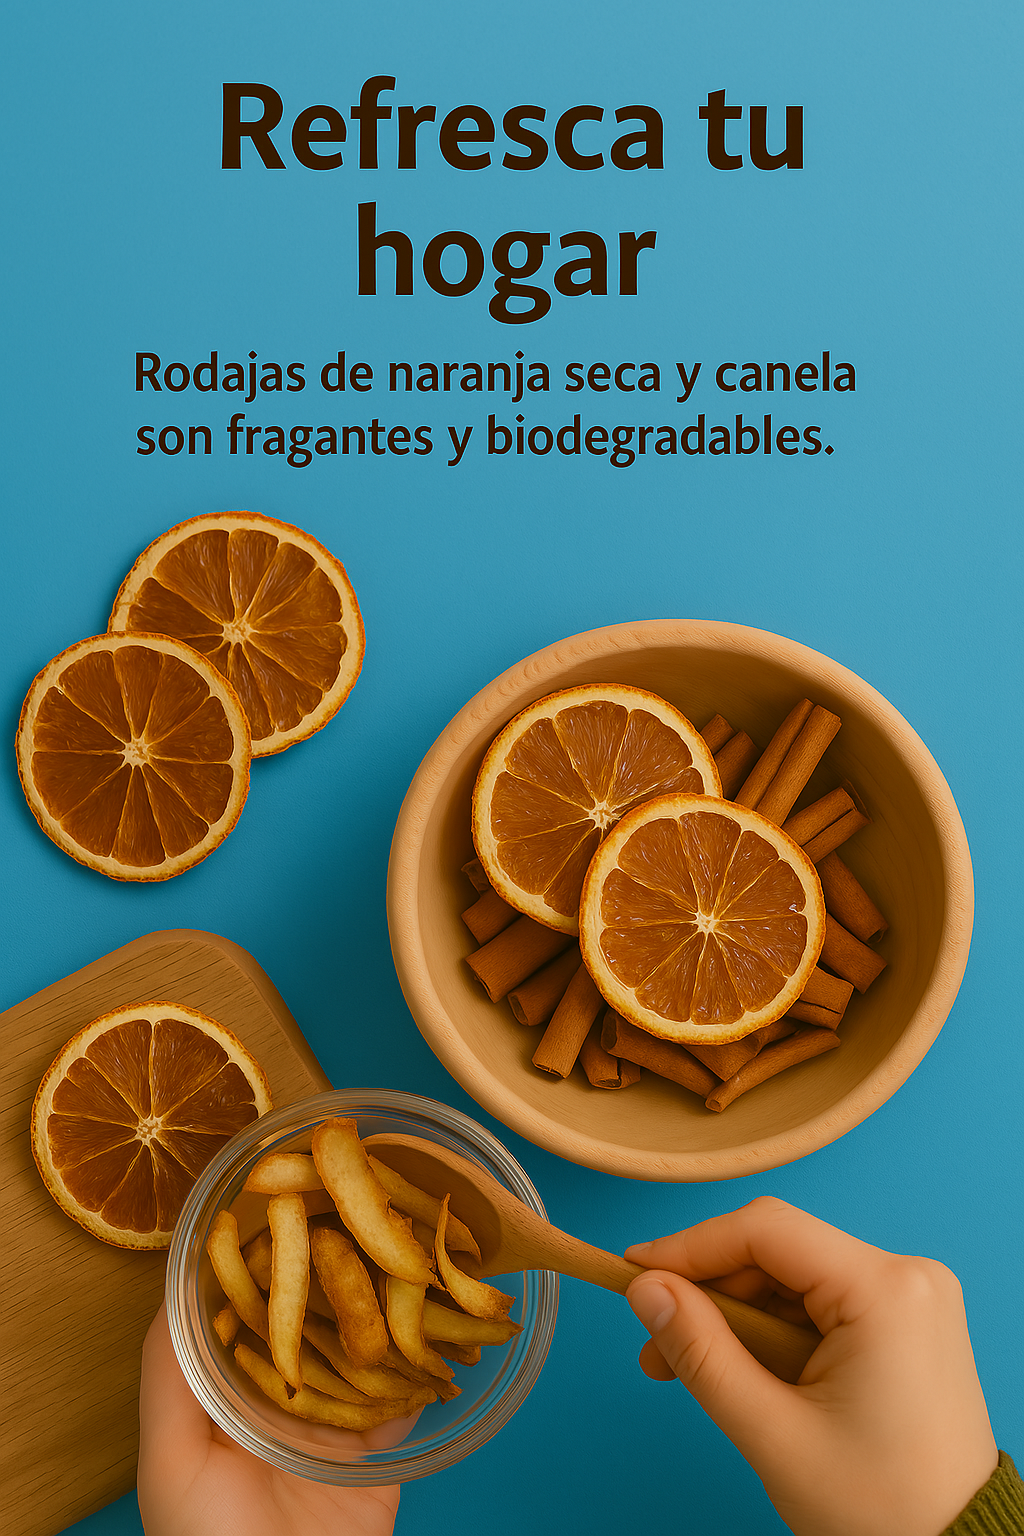 Refresca tu
hogar
Rodajas de naranja seca y canela
son fragantes y biodegradables.